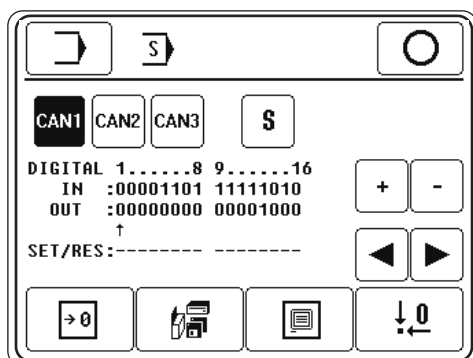 S
CAN1 CAN2 CAN3 S
DIGITAL 1......8 9......16
IN :00001101 11111010
OUT :00000000 00001000
↑
SET/RES:-------- --------
+ -
→0 ↓0